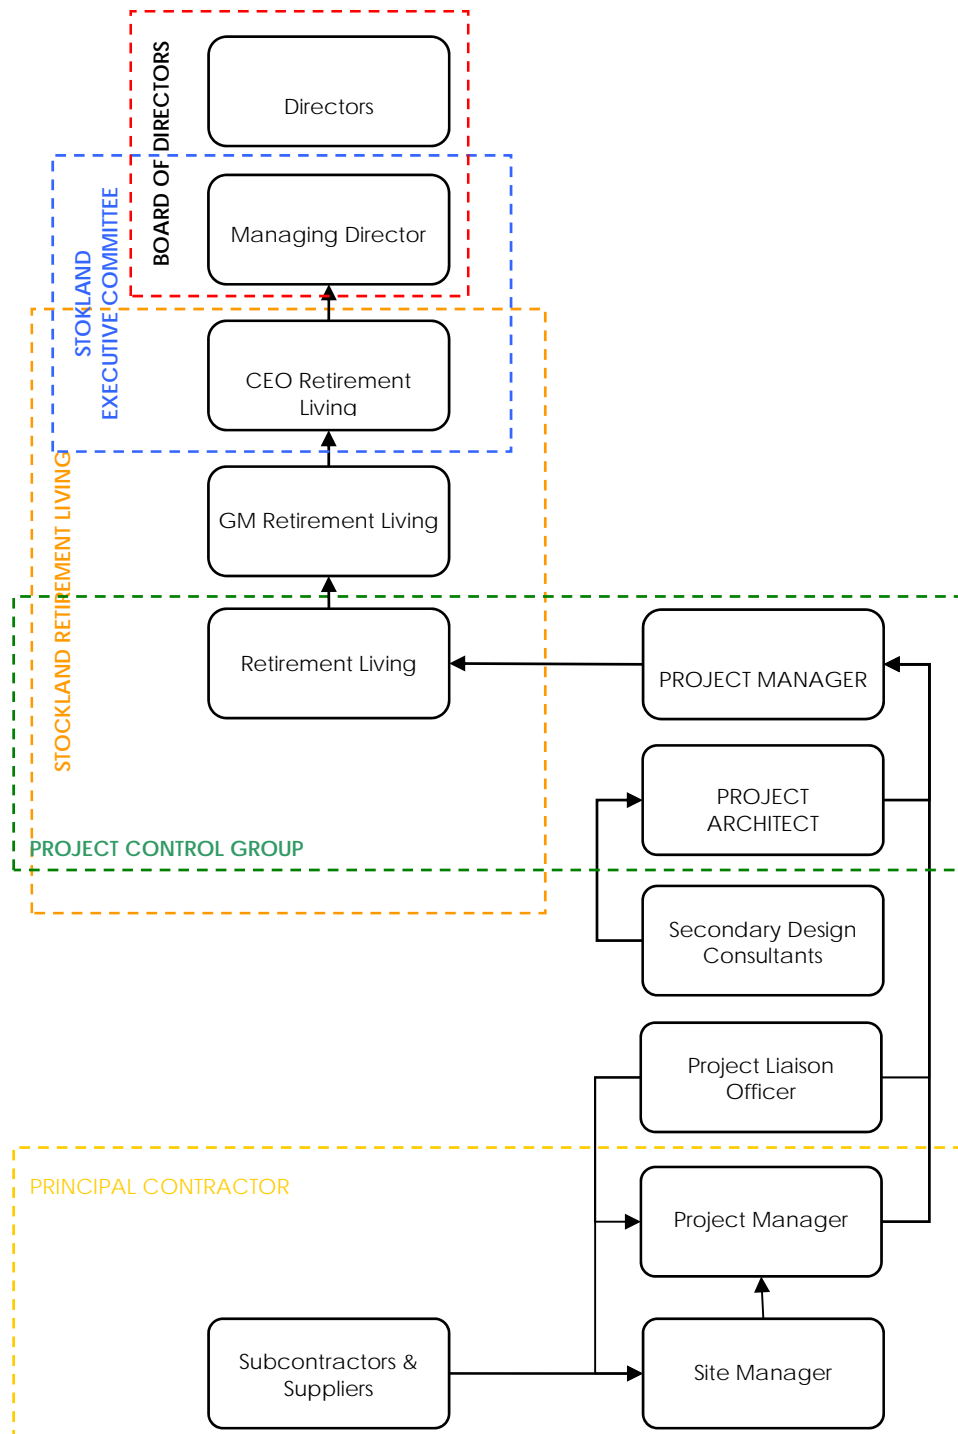 BOARD OF DIRECTORS
Directors
Managing Director
STOKLAND
EXECUTIVE COMMITTEE
CEO Retirement
Living
STOCKLAND RETIREMENT LIVING
GM Retirement Living
Retirement Living
PROJECT MANAGER
PROJECT
ARCHITECT
PROJECT CONTROL GROUP
Secondary Design
Consultants
Project Liaison
Officer
PRINCIPAL CONTRACTOR
Project Manager
Subcontractors &
Suppliers
Site Manager